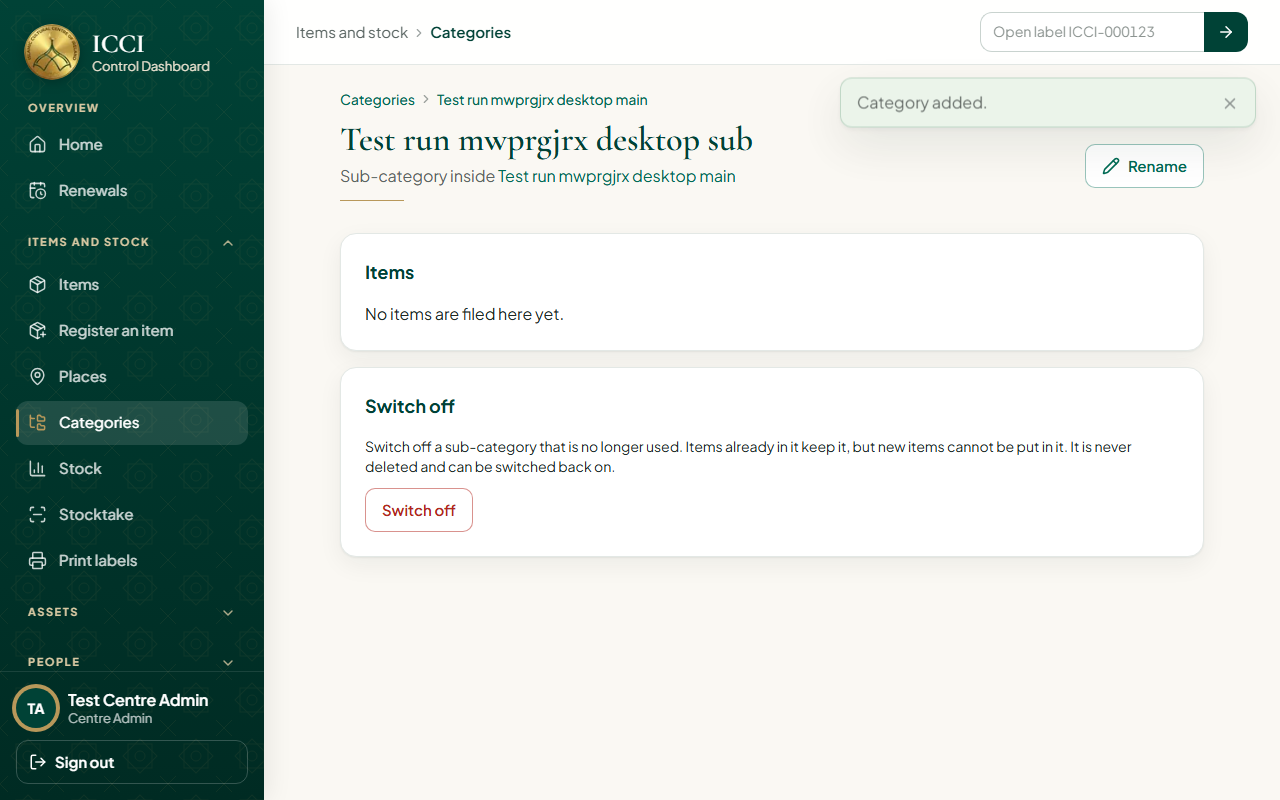 ICCI
Control Dashboard
OVERVIEW
Home
Renewals
ITEMS AND STOCK
Items
Register an item
Places
Categories
Stock
Stocktake
Print labels
ASSETS
PEOPLE
TA
Test Centre Admin
Centre Admin
Sign out
Items and stock > Categories
Open label ICCI-000123
Category added.
Categories > Test run mwprgjrx desktop main
Test run mwprgjrx desktop sub
Sub-category inside Test run mwprgjrx desktop main
Rename
Items
No items are filed here yet.
Switch off
Switch off a sub-category that is no longer used. Items already in it keep it, but new items cannot be put in it. It is never
deleted and can be switched back on.
Switch off